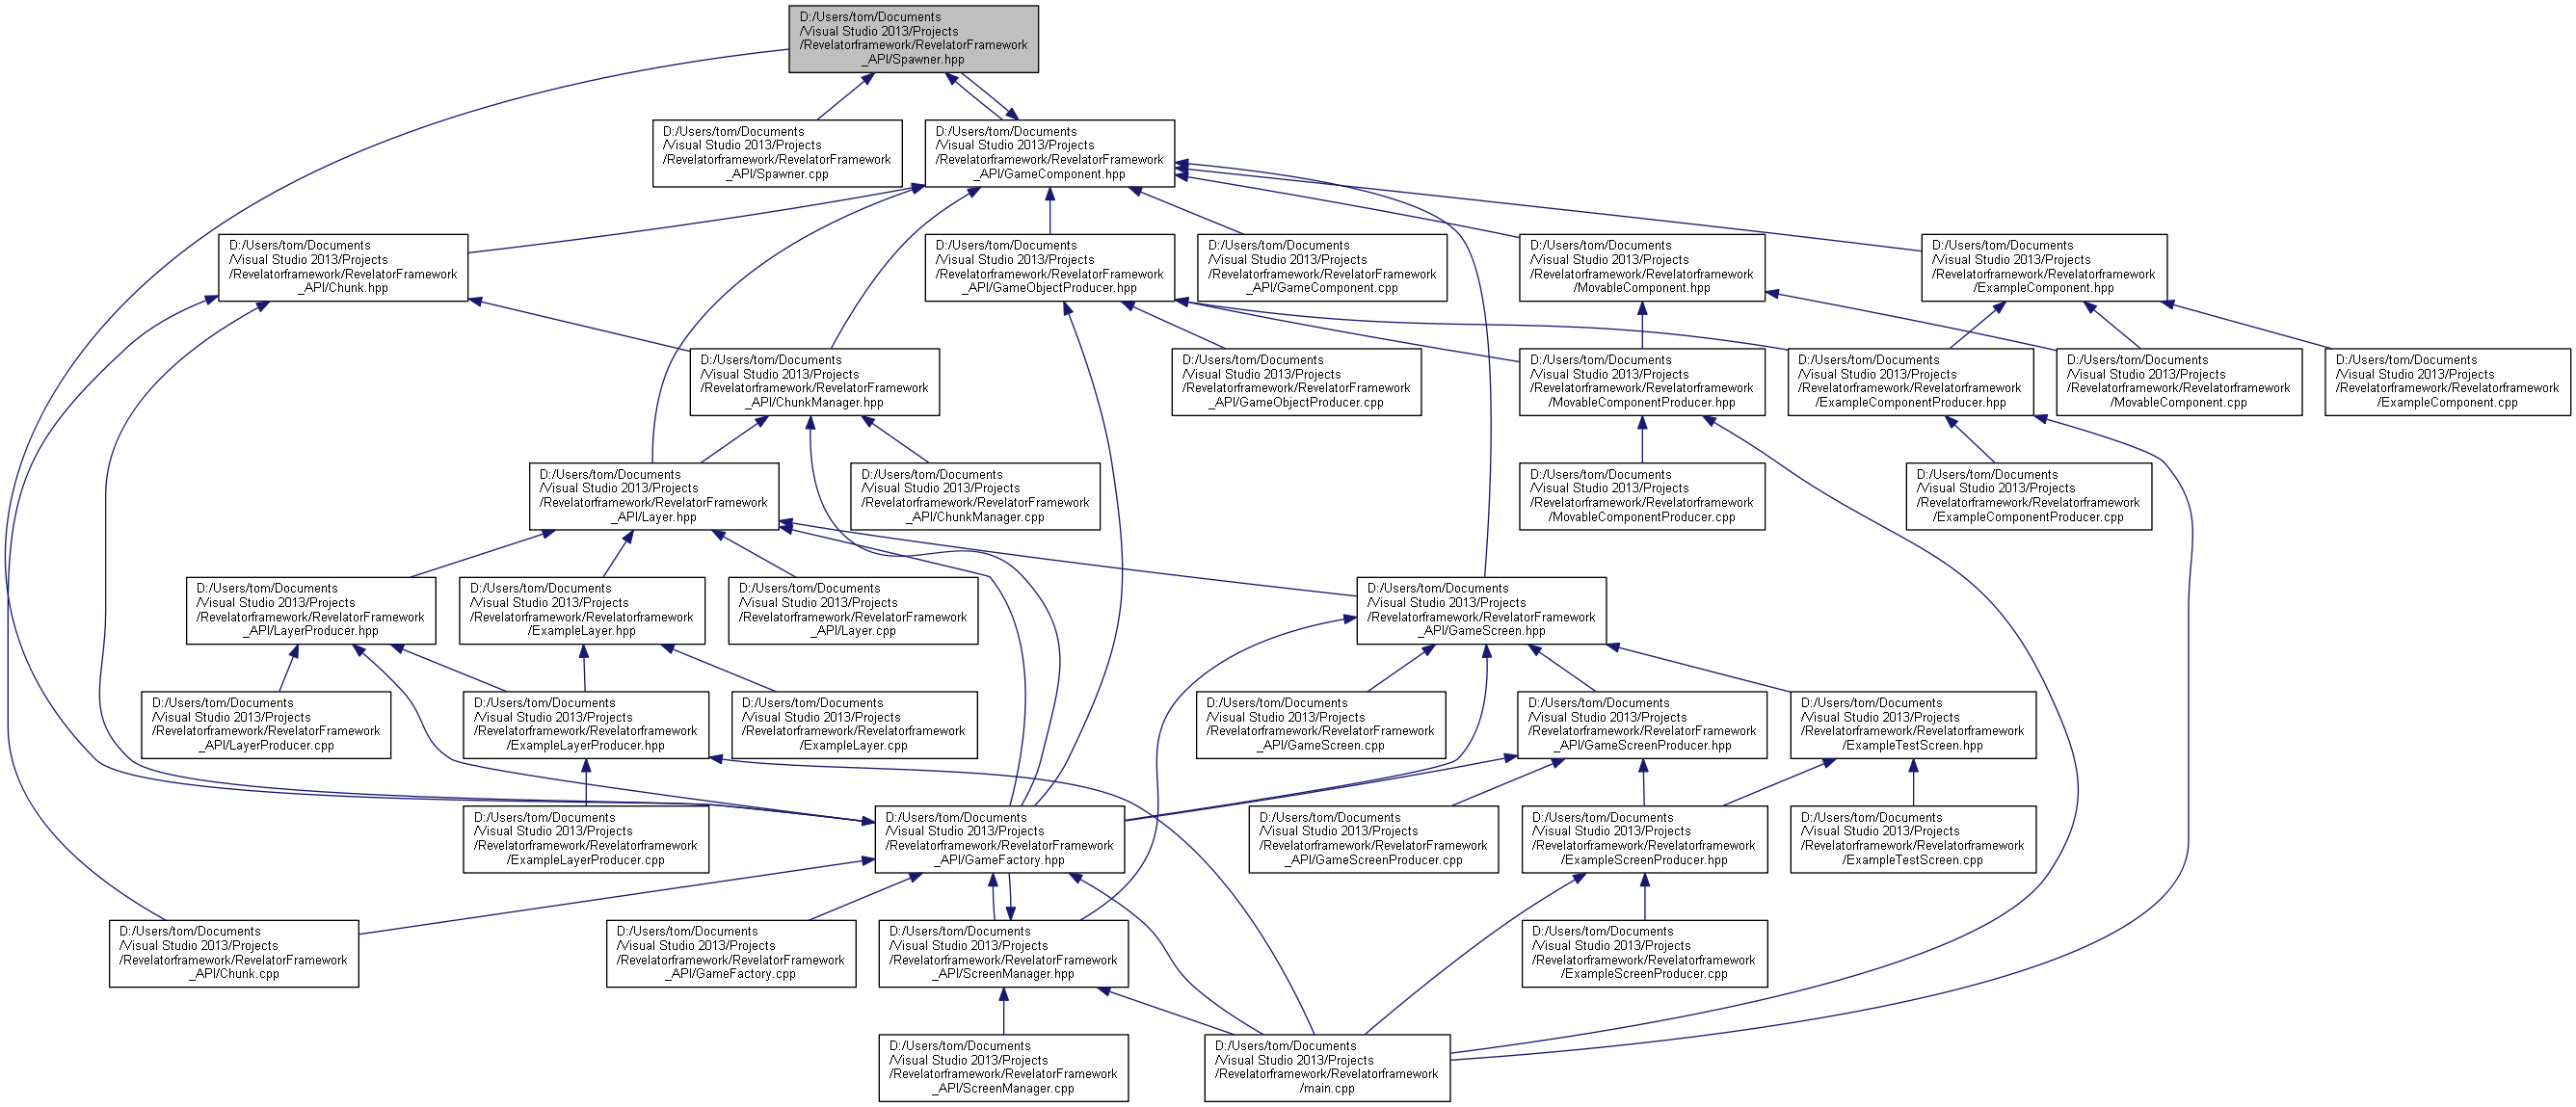 D:/Users/tom/Documents
/Visual Studio 2013/Projects
/Revelatorframework/RevelatorFramework
_API/Spawner.hpp
D:/Users/tom/Documents
/Visual Studio 2013/Projects
/Revelatorframework/RevelatorFramework
_API/Spawner.cpp
D:/Users/tom/Documents
/Visual Studio 2013/Projects
/Revelatorframework/RevelatorFramework
_API/GameComponent.hpp
D:/Users/tom/Documents
/Visual Studio 2013/Projects
/Revelatorframework/RevelatorFramework
_API/Chunk.hpp
D:/Users/tom/Documents
/Visual Studio 2013/Projects
/Revelatorframework/RevelatorFramework
_API/GameObjectProducer.hpp
D:/Users/tom/Documents
/Visual Studio 2013/Projects
/Revelatorframework/RevelatorFramework
_API/GameComponent.cpp
D:/Users/tom/Documents
/Visual Studio 2013/Projects
/Revelatorframework/Revelatorframework
/MovableComponent.hpp
D:/Users/tom/Documents
/Visual Studio 2013/Projects
/Revelatorframework/Revelatorframework
/ExampleComponent.hpp
D:/Users/tom/Documents
/Visual Studio 2013/Projects
/Revelatorframework/RevelatorFramework
_API/ChunkManager.hpp
D:/Users/tom/Documents
/Visual Studio 2013/Projects
/Revelatorframework/RevelatorFramework
_API/GameObjectProducer.cpp
D:/Users/tom/Documents
/Visual Studio 2013/Projects
/Revelatorframework/Revelatorframework
/MovableComponentProducer.hpp
D:/Users/tom/Documents
/Visual Studio 2013/Projects
/Revelatorframework/Revelatorframework
/ExampleComponentProducer.hpp
D:/Users/tom/Documents
/Visual Studio 2013/Projects
/Revelatorframework/Revelatorframework
/MovableComponent.cpp
D:/Users/tom/Documents
/Visual Studio 2013/Projects
/Revelatorframework/Revelatorframework
/ExampleComponent.cpp
D:/Users/tom/Documents
/Visual Studio 2013/Projects
/Revelatorframework/RevelatorFramework
_API/Layer.hpp
D:/Users/tom/Documents
/Visual Studio 2013/Projects
/Revelatorframework/RevelatorFramework
_API/ChunkManager.cpp
D:/Users/tom/Documents
/Visual Studio 2013/Projects
/Revelatorframework/Revelatorframework
/MovableComponentProducer.cpp
D:/Users/tom/Documents
/Visual Studio 2013/Projects
/Revelatorframework/Revelatorframework
/ExampleComponentProducer.cpp
D:/Users/tom/Documents
/Visual Studio 2013/Projects
/Revelatorframework/RevelatorFramework
_API/LayerProducer.hpp
D:/Users/tom/Documents
/Visual Studio 2013/Projects
/Revelatorframework/Revelatorframework
/ExampleLayer.hpp
D:/Users/tom/Documents
/Visual Studio 2013/Projects
/Revelatorframework/RevelatorFramework
_API/Layer.cpp
D:/Users/tom/Documents
/Visual Studio 2013/Projects
/Revelatorframework/RevelatorFramework
_API/GameScreen.hpp
D:/Users/tom/Documents
/Visual Studio 2013/Projects
/Revelatorframework/RevelatorFramework
_API/LayerProducer.cpp
D:/Users/tom/Documents
/Visual Studio 2013/Projects
/Revelatorframework/Revelatorframework
/ExampleLayerProducer.hpp
D:/Users/tom/Documents
/Visual Studio 2013/Projects
/Revelatorframework/Revelatorframework
/ExampleLayer.cpp
D:/Users/tom/Documents
/Visual Studio 2013/Projects
/Revelatorframework/RevelatorFramework
_API/GameScreen.cpp
D:/Users/tom/Documents
/Visual Studio 2013/Projects
/Revelatorframework/RevelatorFramework
_API/GameScreenProducer.hpp
D:/Users/tom/Documents
/Visual Studio 2013/Projects
/Revelatorframework/Revelatorframework
/ExampleTestScreen.hpp
D:/Users/tom/Documents
/Visual Studio 2013/Projects
/Revelatorframework/Revelatorframework
/ExampleLayerProducer.cpp
D:/Users/tom/Documents
/Visual Studio 2013/Projects
/Revelatorframework/RevelatorFramework
_API/GameFactory.hpp
D:/Users/tom/Documents
/Visual Studio 2013/Projects
/Revelatorframework/RevelatorFramework
_API/GameScreenProducer.cpp
D:/Users/tom/Documents
/Visual Studio 2013/Projects
/Revelatorframework/Revelatorframework
/ExampleScreenProducer.hpp
D:/Users/tom/Documents
/Visual Studio 2013/Projects
/Revelatorframework/Revelatorframework
/ExampleTestScreen.cpp
D:/Users/tom/Documents
/Visual Studio 2013/Projects
/Revelatorframework/RevelatorFramework
_API/Chunk.cpp
D:/Users/tom/Documents
/Visual Studio 2013/Projects
/Revelatorframework/RevelatorFramework
_API/GameFactory.cpp
D:/Users/tom/Documents
/Visual Studio 2013/Projects
/Revelatorframework/RevelatorFramework
_API/ScreenManager.hpp
D:/Users/tom/Documents
/Visual Studio 2013/Projects
/Revelatorframework/Revelatorframework
/ExampleScreenProducer.cpp
D:/Users/tom/Documents
/Visual Studio 2013/Projects
/Revelatorframework/RevelatorFramework
_API/ScreenManager.cpp
D:/Users/tom/Documents
/Visual Studio 2013/Projects
/Revelatorframework/Revelatorframework
/main.cpp